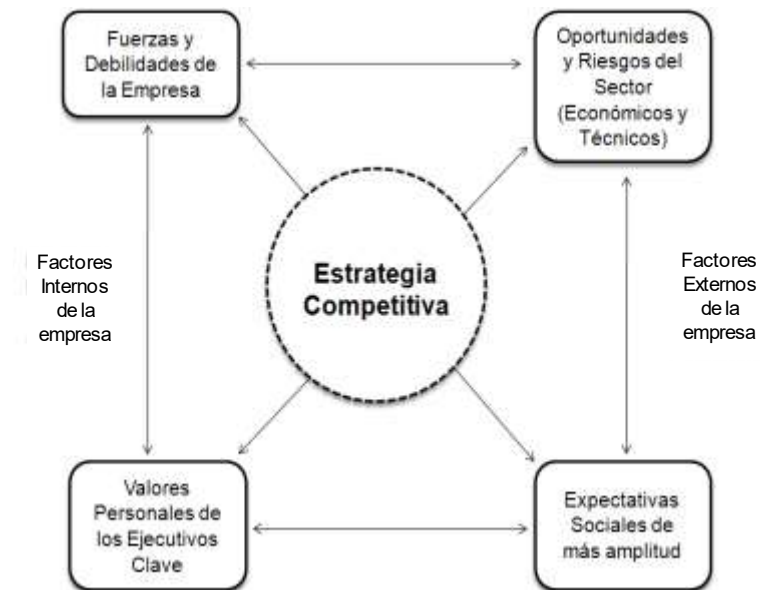 Fuerzas y
Debilidades de
la Empresa
Oportunidades
y Riesgos del
Sector
(Económicos y
Técnicos)
Factores
Internos
de la
empresa
Estrategia
Competitiva
Factores
Externos
de la
empresa
Valores
Personales de
los Ejecutivos
Clave
Expectativas
Sociales de
más amplitud